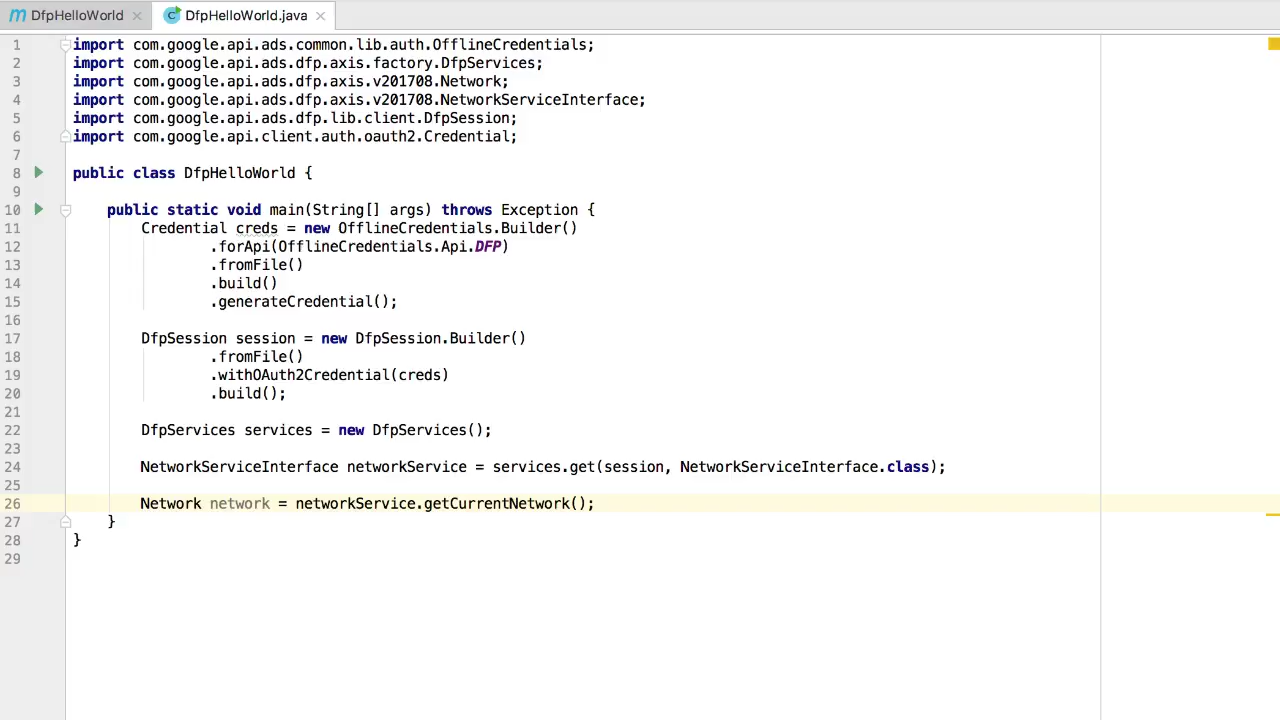 m DfpHelloWorld × C DfpHelloWorld.java ×
1 import com.google.api.ads.common.lib.auth.OfflineCredentials;
2 import com.google.api.ads.dfp.axis.factory.DfpServices;
3 import com.google.api.ads.dfp.axis.v201708.Network;
4 import com.google.api.ads.dfp.axis.v201708.NetworkServiceInterface;
5 import com.google.api.ads.dfp.lib.client.DfpSession;
6 import com.google.api.client.auth.oauth2.Credential;
7
8 public class DfpHelloWorld {
9
10 public static void main(String[] args) throws Exception {
11 Credential creds = new OfflineCredentials.Builder()
12 .forApi(OfflineCredentials.Api.DFP)
13 .fromFile()
14 .build()
15 .generateCredential();
16
17 DfpSession session = new DfpSession.Builder()
18 .fromFile()
19 .withOAuth2Credential(creds)
20 .build();
21
22 DfpServices services = new DfpServices();
23
24 NetworkServiceInterface networkService = services.get(session, NetworkServiceInterface.class);
25
26 Network network = networkService.getCurrentNetwork();
27 }
28 }
29